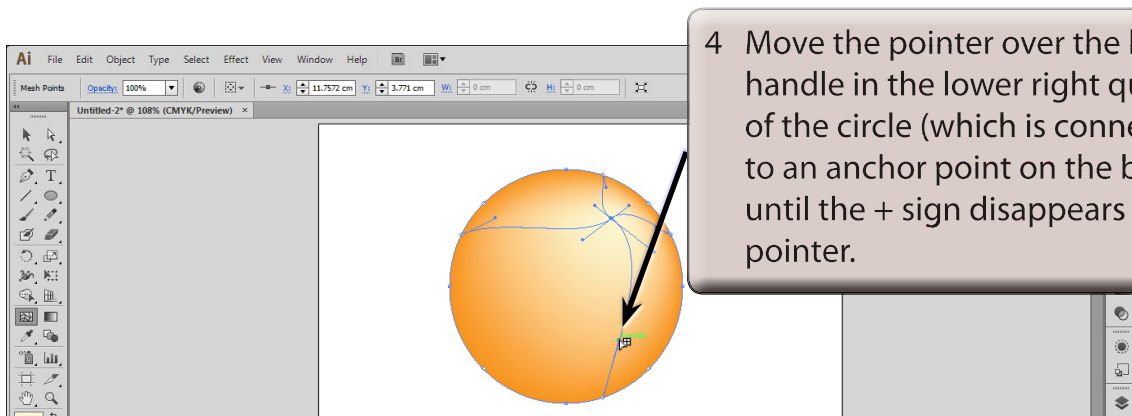 Ai File Edit Object Type Select Effect View Window Help Br
Mesh Points Opacity: 100% X: 11.7572 cm Y: 3.771 cm W: 0 cm H: 0 cm
Untitled-2* @ 108% (CMYK/Preview) ×
4 Move the pointer over the
handle in the lower right
of the circle (which is
to an anchor point on the
until the + sign disappears
pointer.